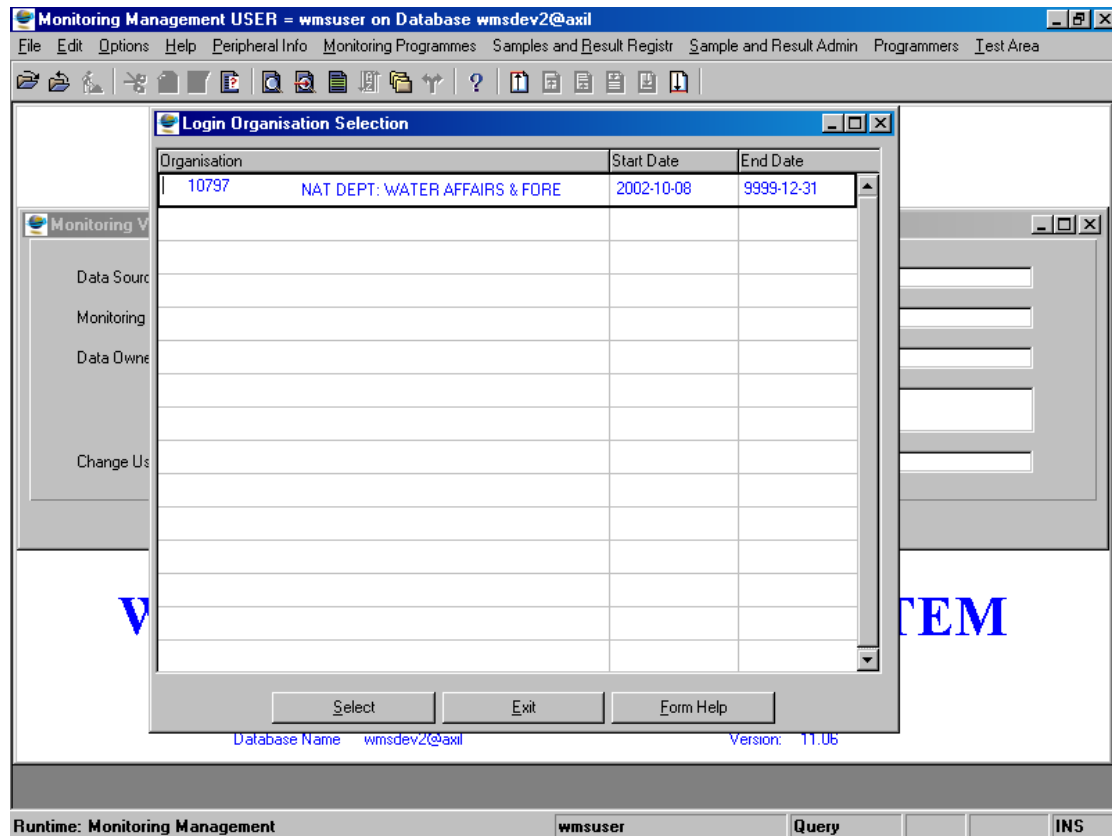 Monitoring Management USER = wmsuser on Database wmsdev2@axil
File Edit Options Help Peripheral Info Monitoring Programmes Samples and Result Registr Sample and Result Admin Programmers Test Area
Login Organisation Selection
Organisation Start Date End Date
10797 NAT DEPT: WATER AFFAIRS & FORE 2002-10-08 9999-12-31
Monitoring V
Data Sourc
Monitoring
Data Owne
Change Us
W TEM
Select Exit Form Help
Database Name wmsdev2@axil Version: 11.06
Runtime: Monitoring Management wmsuser Query INS